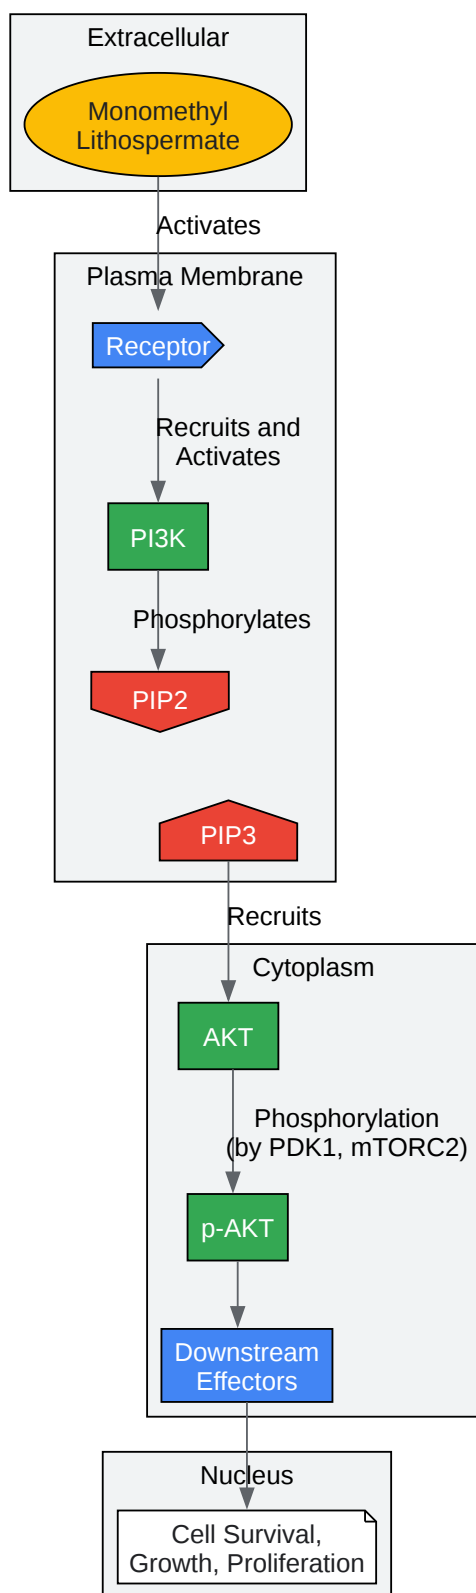 Extracellular
Monomethyl
Lithospermate
Activates
Plasma Membrane
Receptor
Recruits and
Activates
PI3K
Phosphorylates
PIP2
PIP3
Recruits
Cytoplasm
AKT
Phosphorylation
(by PDK1, mTORC2)
p-AKT
Downstream
Effectors
Nucleus
Cell Survival,
Growth, Proliferation